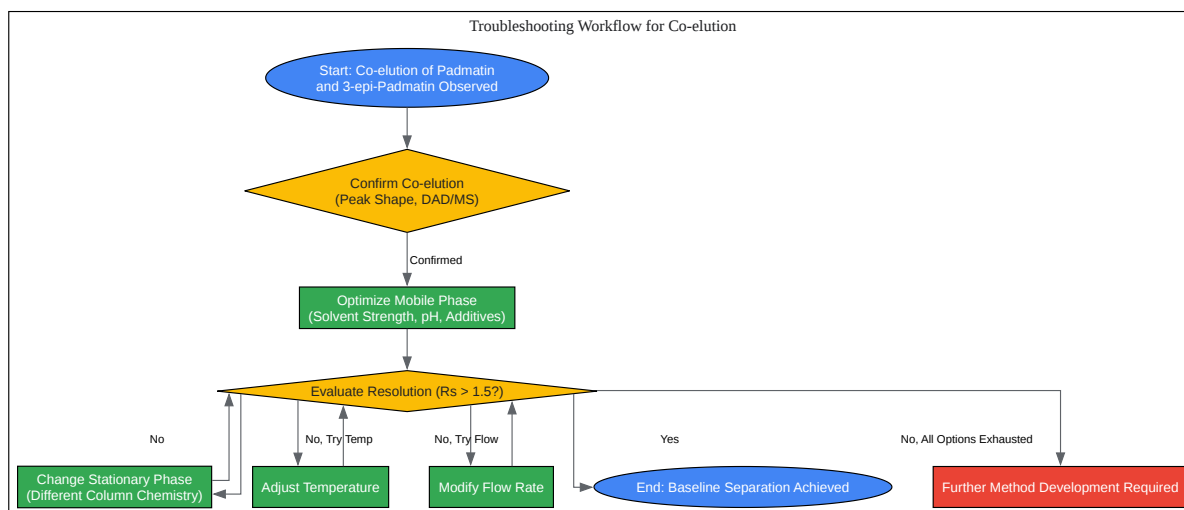 Troubleshooting Workflow for Co-elution
Start: Co-elution of Padmatin
and 3-epi-Padmatin Observed
Confirm Co-elution
(Peak Shape, DAD/MS)
Confirmed
Optimize Mobile Phase
(Solvent Strength, pH, Additives)
Evaluate Resolution (Rs > 1.5?)
No
No, Try Temp
No, Try Flow
Yes
No, All Options Exhausted
Change Stationary Phase
(Different Column Chemistry)
Adjust Temperature
Modify Flow Rate
End: Baseline Separation Achieved
Further Method Development Required